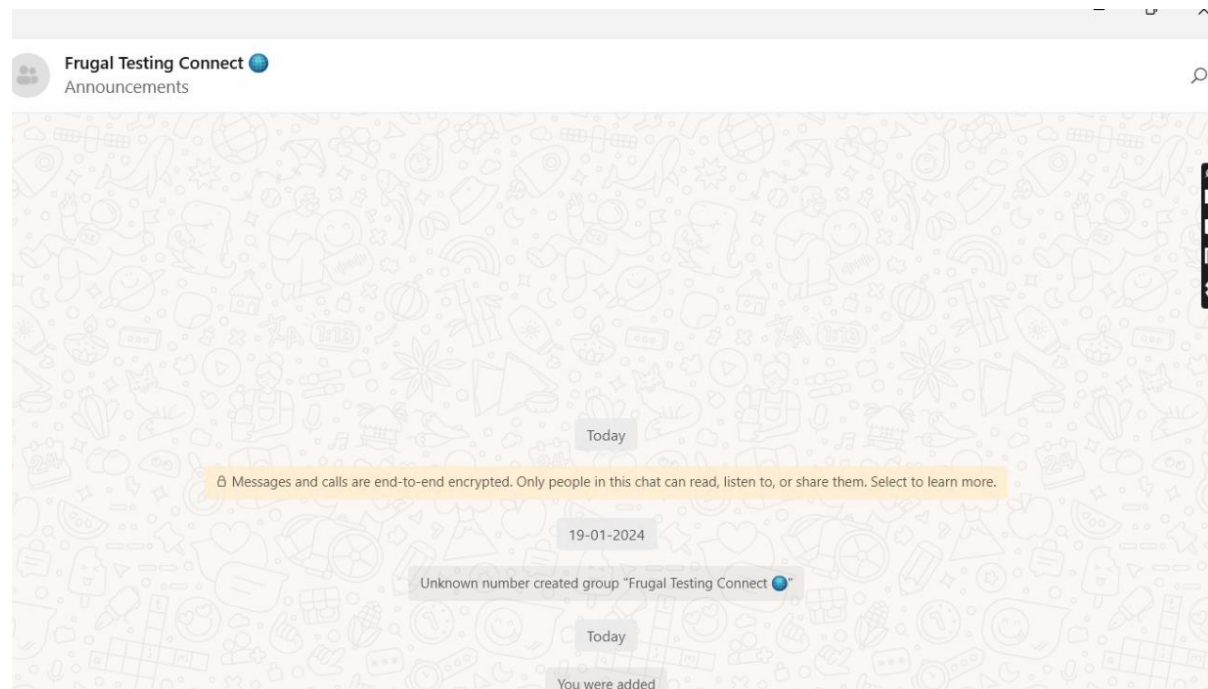 Frugal Testing Connect
Announcements
Today
Messages and calls are end-to-end encrypted. Only people in this chat can read, listen to, or share them. Select to learn more.
19-01-2024
Unknown number created group "Frugal Testing Connect 🌐"
Today
You were added